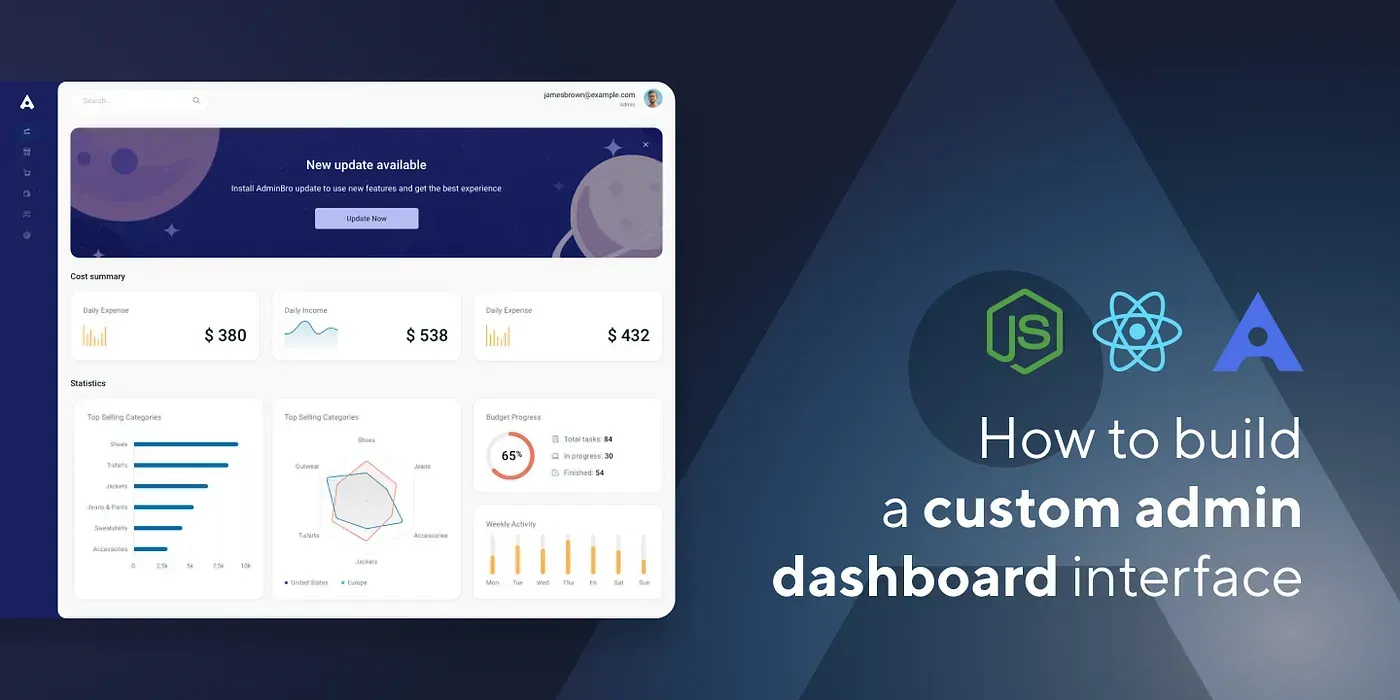 Search...
jamesbrown@example.com
Admin
New update available
Install AdminBro update to use new features and get the best experience
Update Now
Cost summary
Daily Expense
$ 380
Daily Income
$ 538
Daily Expense
$ 432
Statistics
Top Selling Categories
Shoes
T-shirts
Jackets
Jeans & Pants
Sweatshirts
Accessories
0 2,5k 5k 7,5k 10k
Top Selling Categories
Shoes
Outwear
Jeans
T-shirts
Accessories
Jackets
United States
Europe
Budget Progress
65%
Total tasks: 84
In progress: 30
Finished: 54
Weekly Activity
Mon Tue Wed Thu Fri Sat Sun
JS
How to build
a custom admin
dashboard interface